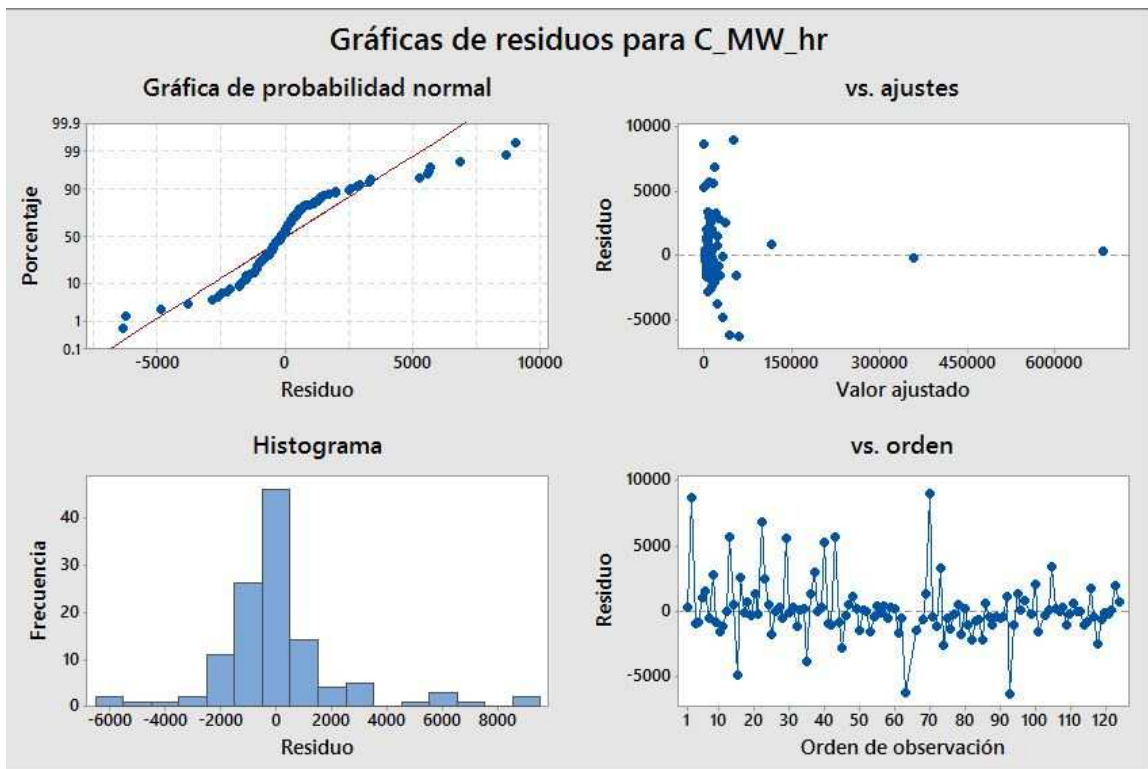 Gráficas de residuos para C_MW_hr
Gráfica de probabilidad normal
99.9
99
90
50
10
1
0.1
Porcentaje
-5000 0 5000 10000
Residuo
vs. ajustes
10000
5000
0
-5000
Residuo
0 150000 300000 450000 600000
Valor ajustado
Histograma
40
30
20
10
0
Frecuencia
-6000 -4000 -2000 0 2000 4000 6000 8000
Residuo
vs. orden
10000
5000
0
-5000
Residuo
1 10 20 30 40 50 60 70 80 90 100 110 120
Orden de observación